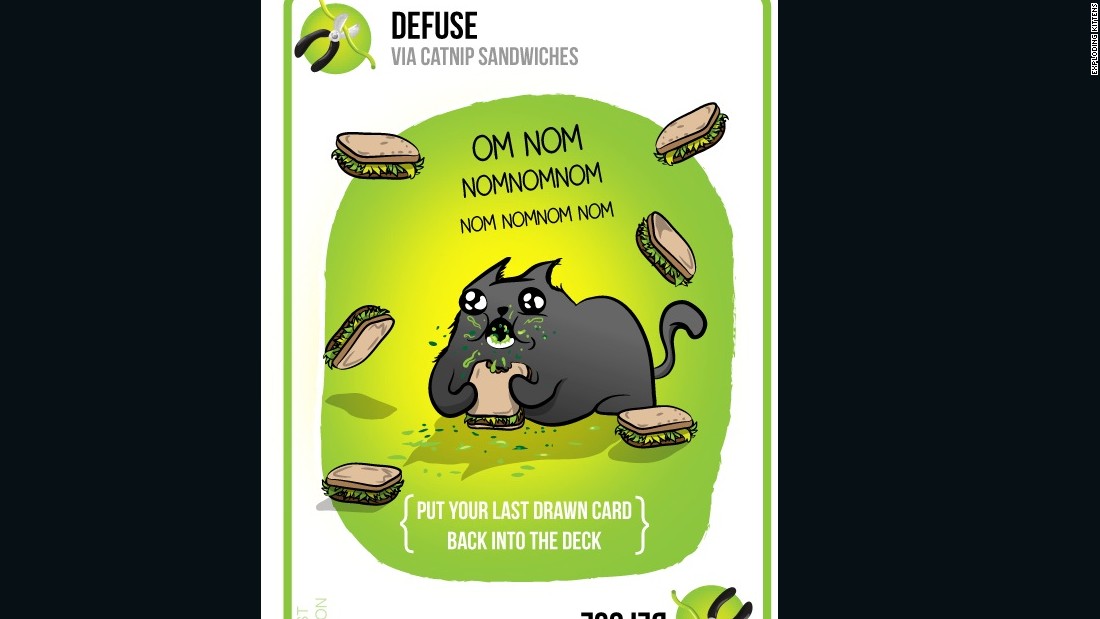 DEFUSE
VIA CATNIP SANDWICHES
EXPLODING KITTENS
OM NOM
NOMNOMNOM
NOM NOMNOM NOM
PUT YOUR LAST DRAWN CARD
BACK INTO THE DECK